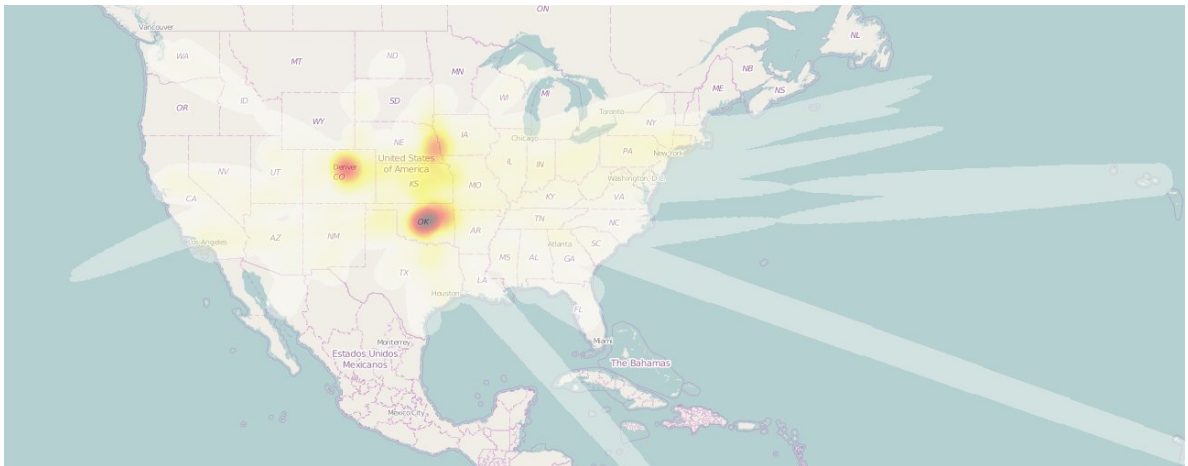 ON
Vancouver
NL
WA
MT
ND
MN
NB
ME
NS
OR
ID
SD
WI
MI
Toronto
NY
WY
NE
IA
Chicago
United States
of America
Denver
CO
NV
UT
KS
IL
IN
PA
New York
MO
Washington, D.C.
CA
KY
VA
OK
TN
NC
Los Angeles
AZ
NM
AR
Atlanta
SC
TX
MS
AL
GA
LA
Houston
FL
Monterrey
Miami
Estados Unidos
Mexicanos
The Bahamas
Mexico City